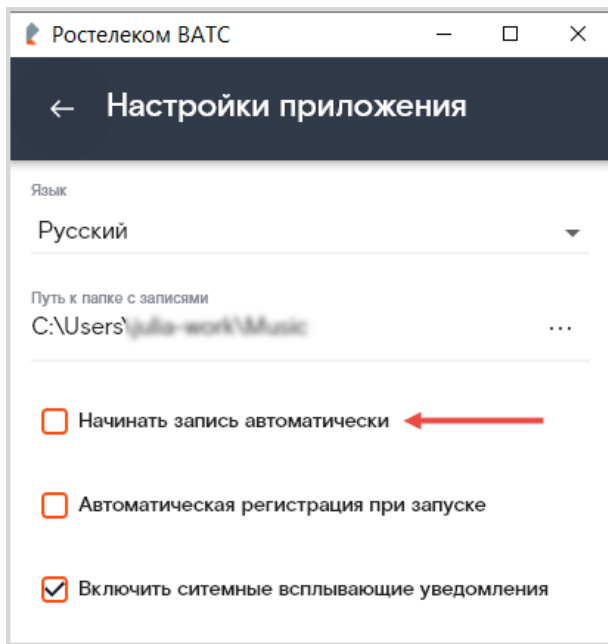 Ростелеком ВАТС
Настройки приложения
Язык
Русский
Путь к папке с записями
C:\Users\
Начинать запись автоматически
Автоматическая регистрация при запуске
Включить ситемные всплывающие уведомления